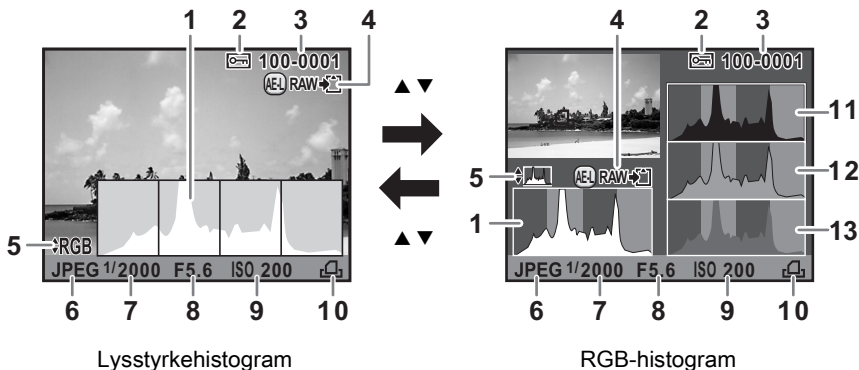 1 2 3 4
100-0001
AE-L RAW
5 RGB
JPEG 1/2000 F5.6 ISO 200
6 7 8 9 10
Lysstyrkehistogram
▲▼
▲▼
4 2 3
100-0001
11
12
13
5 AE-L RAW
1
JPEG 1/2000 F5.6 ISO 200
6 7 8 9 10
RGB-histogram